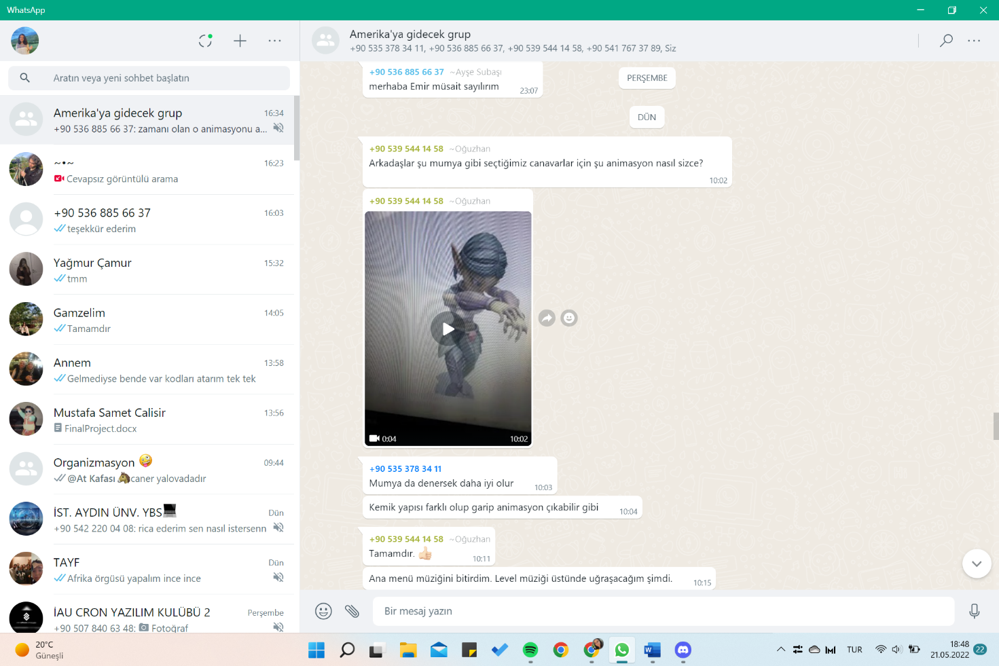 WhatsApp
Aratın veya yeni sohbet başlatın
Amerika'ya gidecek grup 16:34
+90 536 885 66 37: zamanı olan o animasyonu a...
~•~ 16:23
Cevapsız görüntülü arama
+90 536 885 66 37 16:03
teşekkür ederim
Yağmur Çamur 15:32
tmm
Gamzelim 14:05
Tamamdır
Annem 13:58
Gelmediyse bende var kodları atarım tek tek
Mustafa Samet Calisir 13:56
FinalProject.docx
Organizmasyon 🤪 09:44
@At Kafası 🐴caner yalovadadır
İST. AYDIN ÜNV. YBS💻 Dün
+90 542 220 04 08: rica ederim sen nasıl istersenn
TAYF Dün
Afrika örgüsü yapalım ince ince
İAU CRON YAZILIM KULÜBÜ 2 Perşembe
+90 507 840 63 48: Fotoğraf
Amerika'ya gidecek grup
+90 535 378 34 11, +90 536 885 66 37, +90 539 544 14 58, +90 541 767 37 89, Siz
+90 536 885 66 37 ~Ayşe Subaşı
merhaba Emir müsait sayılırım 23:07
PERŞEMBE
DÜN
+90 539 544 14 58 ~Oğuzhan
Arkadaşlar şu mumya gibi seçtiğimiz canavarlar için şu animasyon nasıl sizce?
10:02
+90 539 544 14 58 ~Oğuzhan
0:04 10:02
+90 535 378 34 11
Mumya da denersek daha iyi olur 10:03
Kemik yapısı farklı olup garip animasyon çıkabilir gibi 10:04
+90 539 544 14 58 ~Oğuzhan
Tamamdır. 👍🏻 10:11
Ana menü müziğini bitirdim. Level müziği üstünde uğraşacağım şimdi. 10:15
Bir mesaj yazın
20°C
Güneşli
TUR
18:48
21.05.2022
22